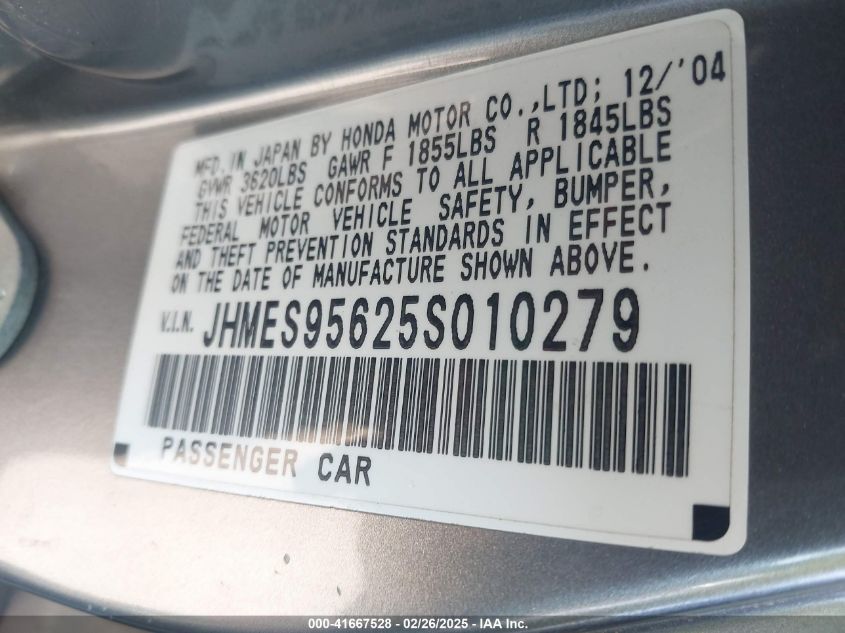 MFD. IN JAPAN BY HONDA MOTOR CO.,LTD; 12/'04
GVWR 3620LBS GAWR F 1855LBS R 1845LBS
THIS VEHICLE CONFORMS TO ALL APPLICABLE
FEDERAL MOTOR VEHICLE SAFETY, BUMPER,
AND THEFT PREVENTION STANDARDS IN EFFECT
ON THE DATE OF MANUFACTURE SHOWN ABOVE.
V.I.N. JHMES95625S010279
PASSENGER CAR
000-41667528 - 02/26/2025 - IAA Inc.